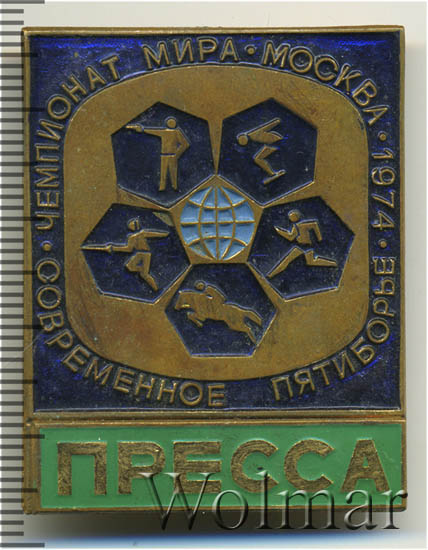 ЧЕМПИОНАТ МИРА • МОСКВА • 1974 •
СОВРЕМЕННОЕ ПЯТИБОРЬЕ
ПРЕССА
Wolmar